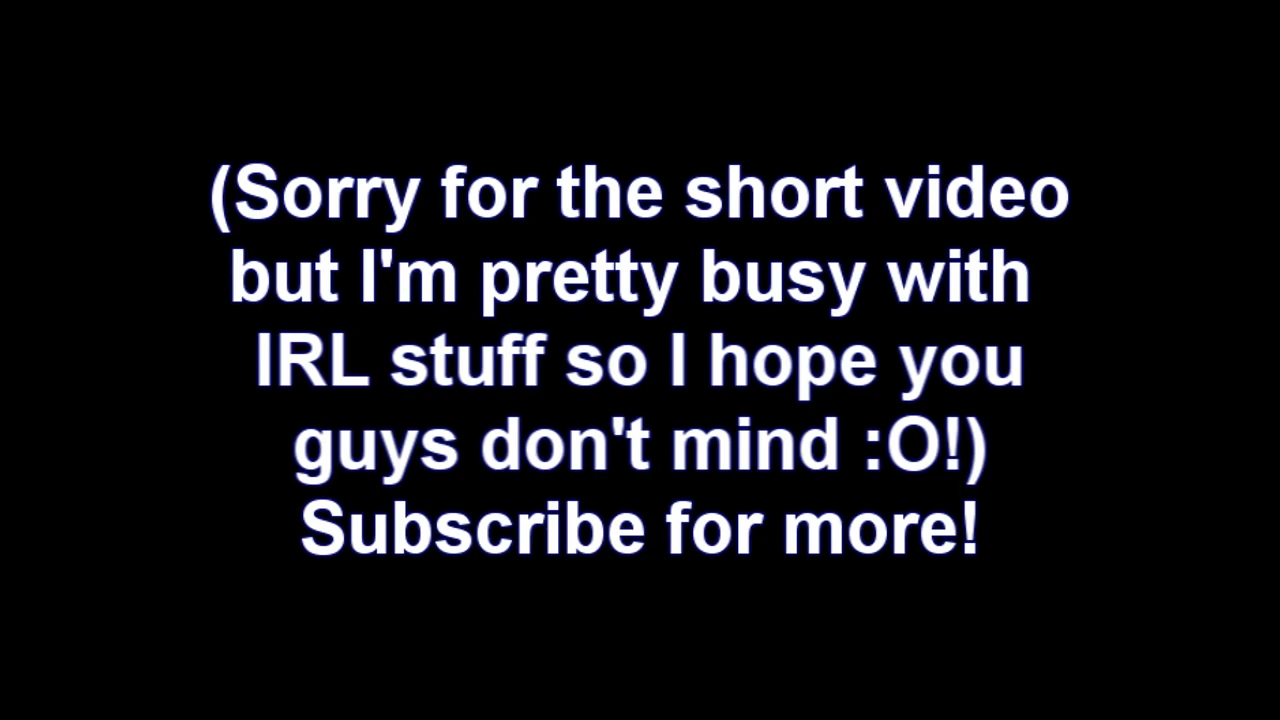 (Sorry for the short video
but I'm pretty busy with
IRL stuff so I hope you
guys don't mind :O!)
Subscribe for more!